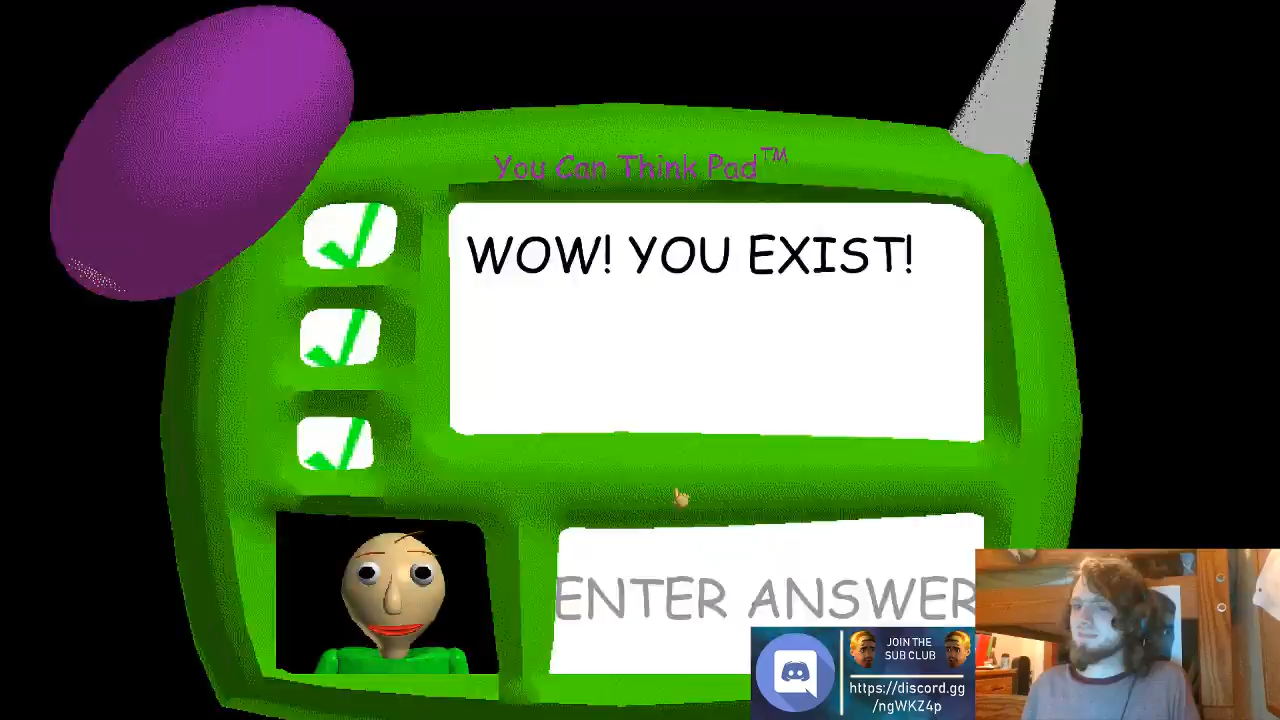 You Can Think Pad™
WOW! YOU EXIST!
ENTER ANSWER
JOIN THE
SUB CLUB
https://discord.gg
/ngWKZ4p